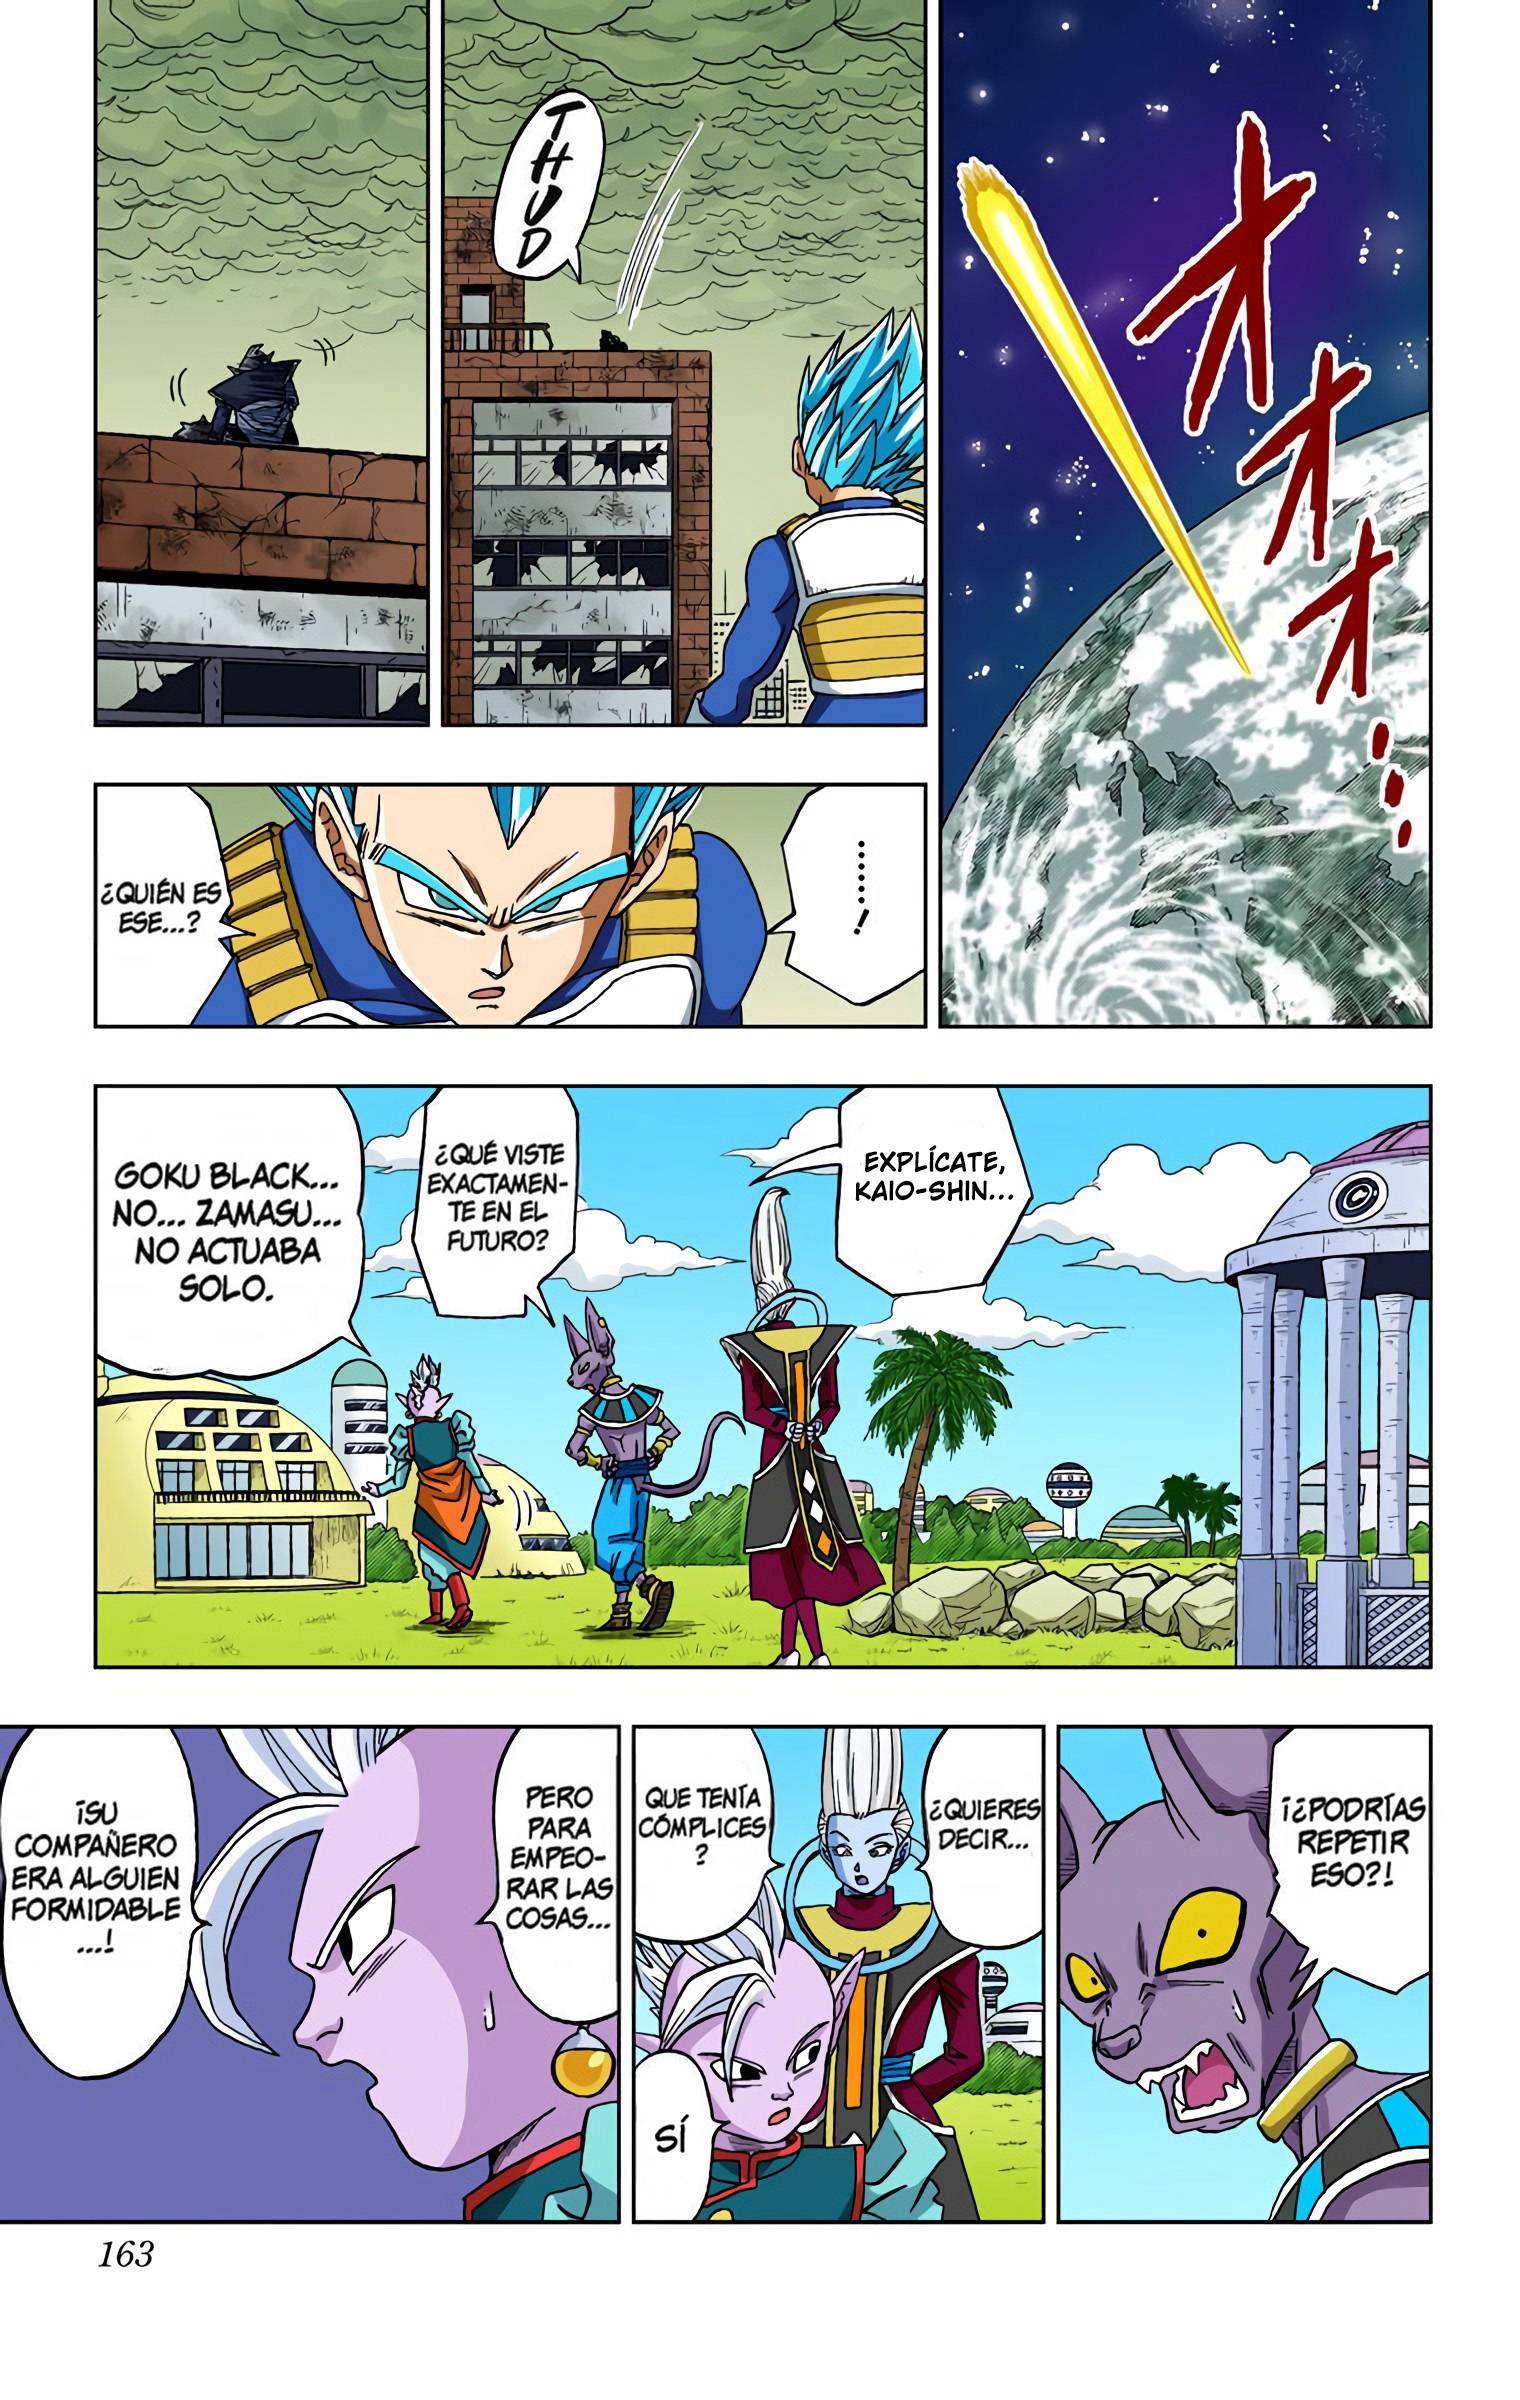 オ
オ
オ
THUD
......!
¿QUIÉN ES
ESE...?
EXPLÍCATE,
KAIO-SHIN...
¿QUÉ VISTE
EXACTAMEN-
TE EN EL
FUTURO?
GOKU BLACK...
NO... ZAMASU...
NO ACTUABA
SOLO.
¡¿PODRÍAS
REPETIR
ESO?!
¿QUIERES
DECIR...
QUE TENÍA
CÓMPLICES
?
SÍ
PERO
PARA
EMPEO-
RAR LAS
COSAS...
¡SU
COMPAÑERO
ERA ALGUIEN
FORMIDABLE
...!
163